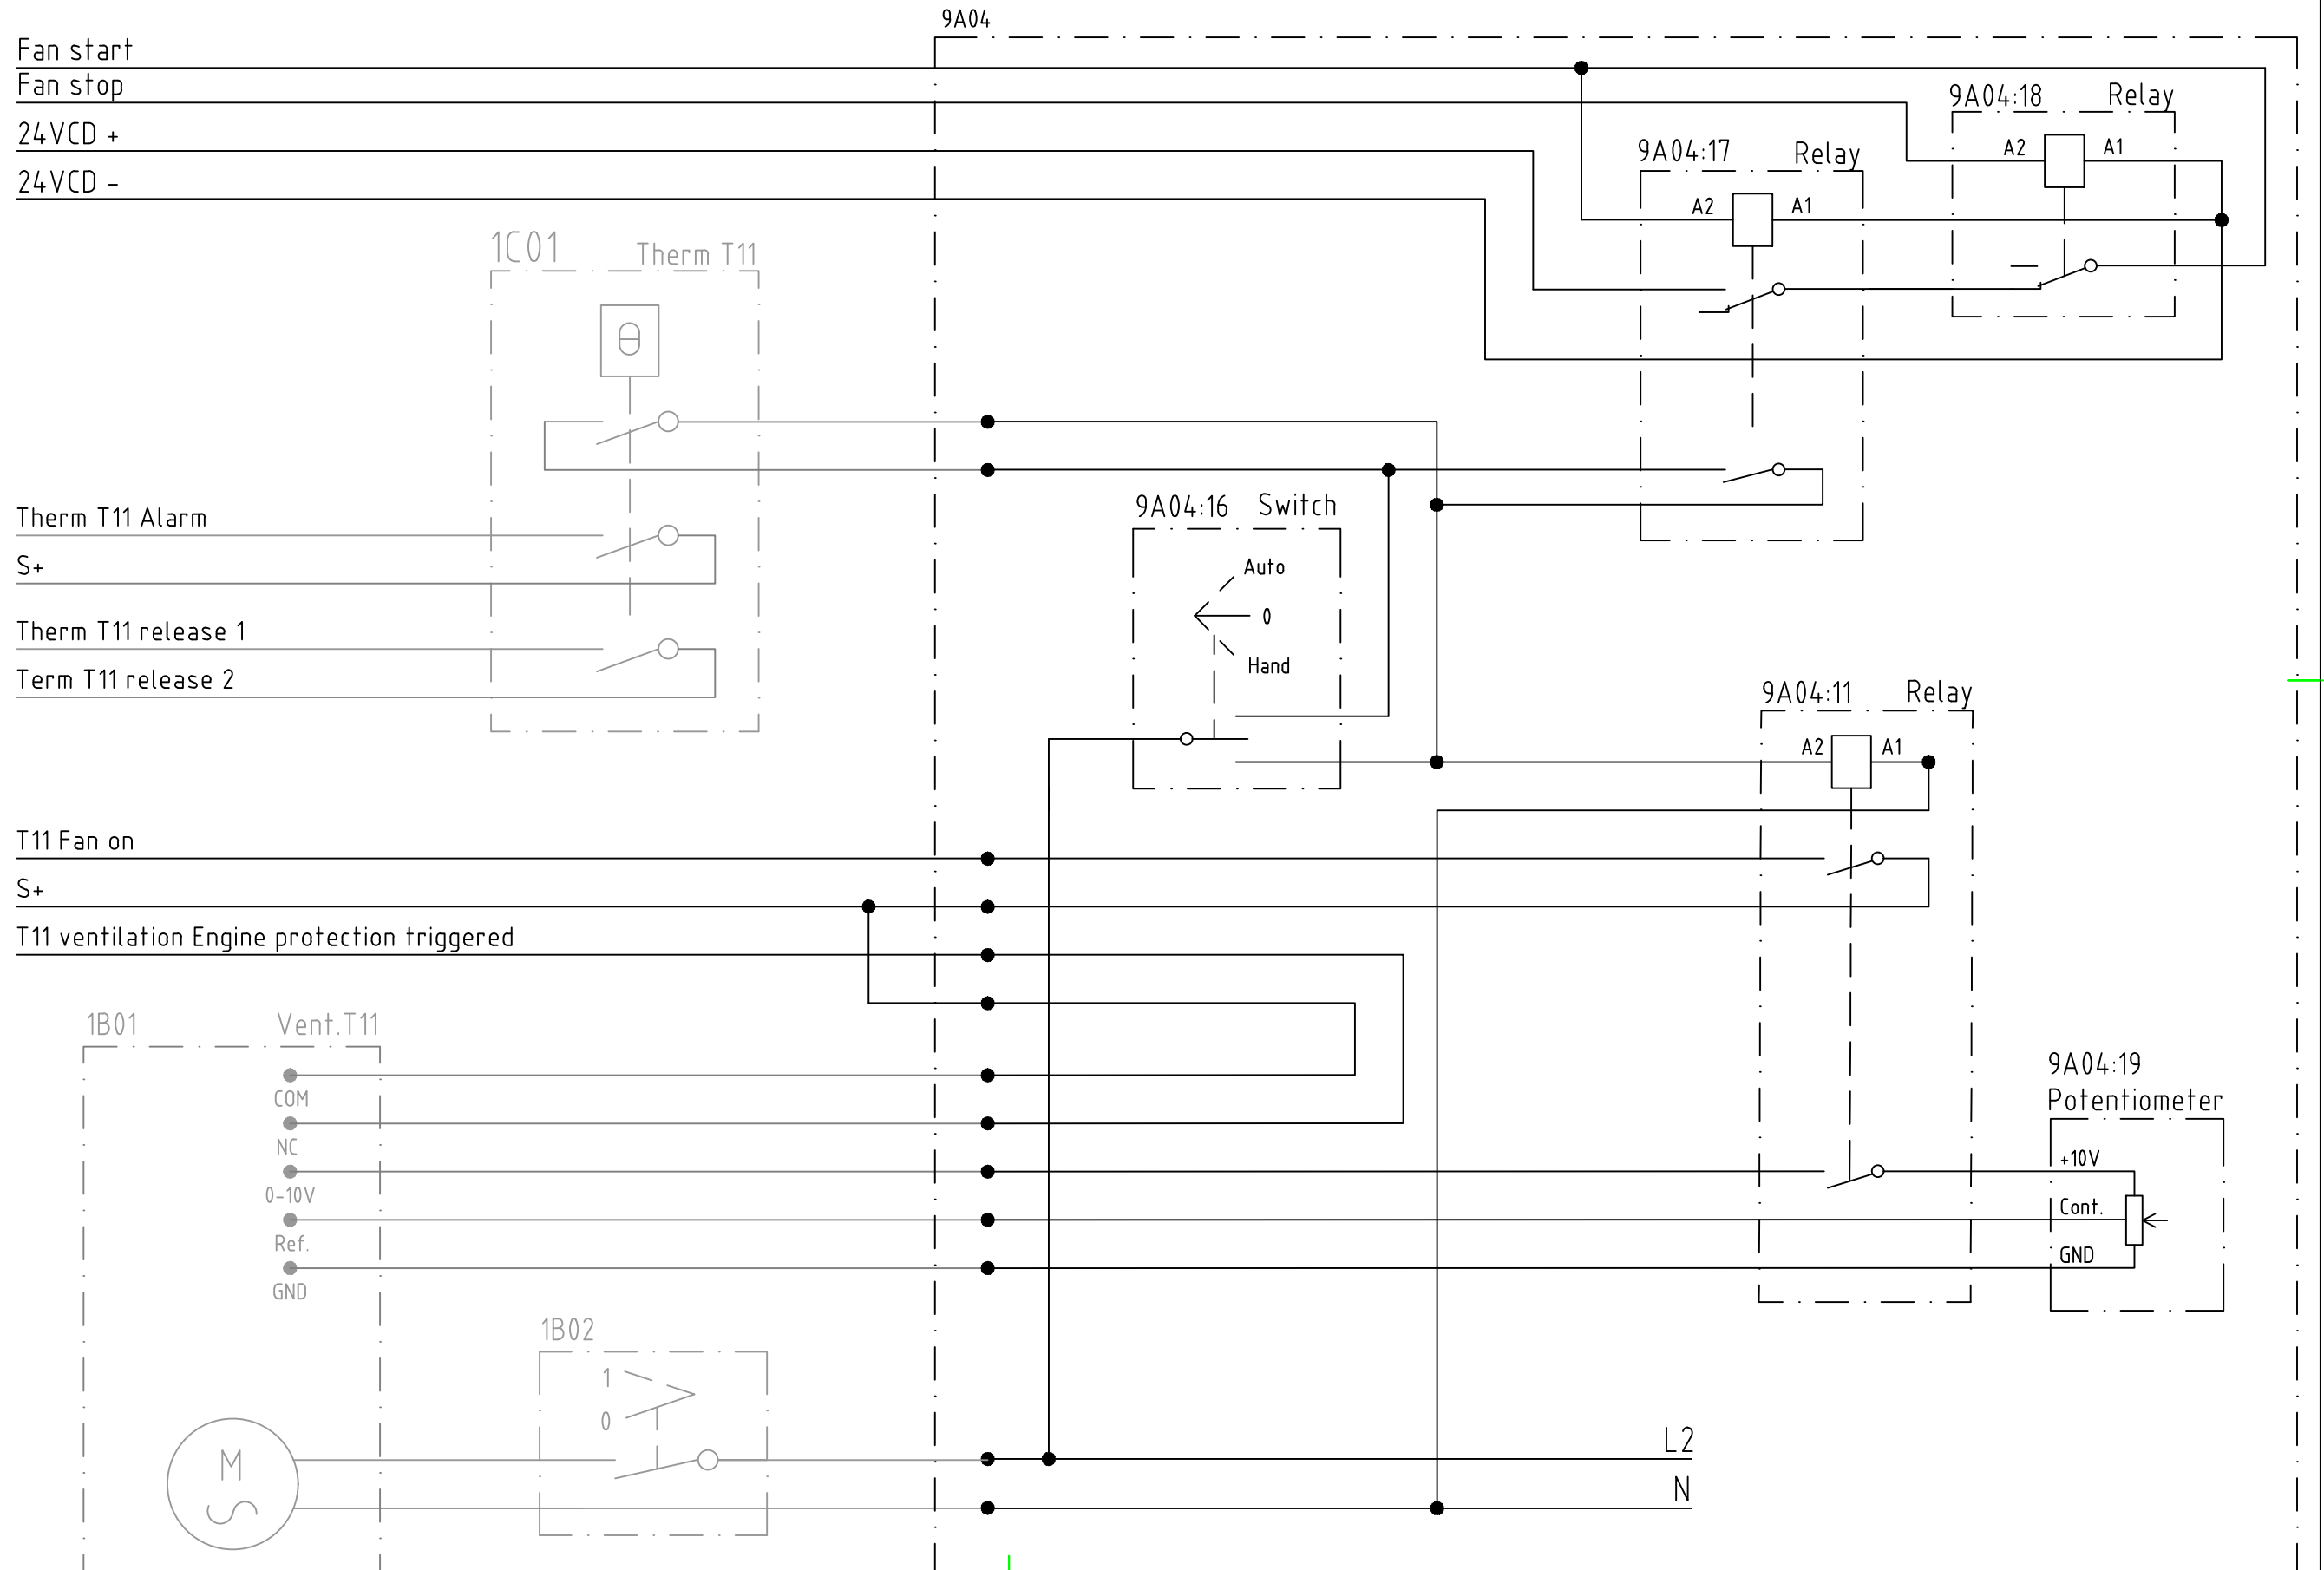 9A04
Fan start
Fan stop
24VCD +
24VCD -
9A04:18 Relay
A2 A1
9A04:17 Relay
A2 A1
1C01 Therm T11
θ
Therm T11 Alarm
S+
Therm T11 release 1
Term T11 release 2
9A04:16 Switch
Auto
0
Hand
9A04:11 Relay
A2 A1
T11 Fan on
S+
T11 ventilation Engine protection triggered
1B01 Vent.T11
COM
NC
0-10V
Ref.
GND
9A04:19
Potentiometer
+10V
Cont.
GND
1B02
1
0
M
L2
N